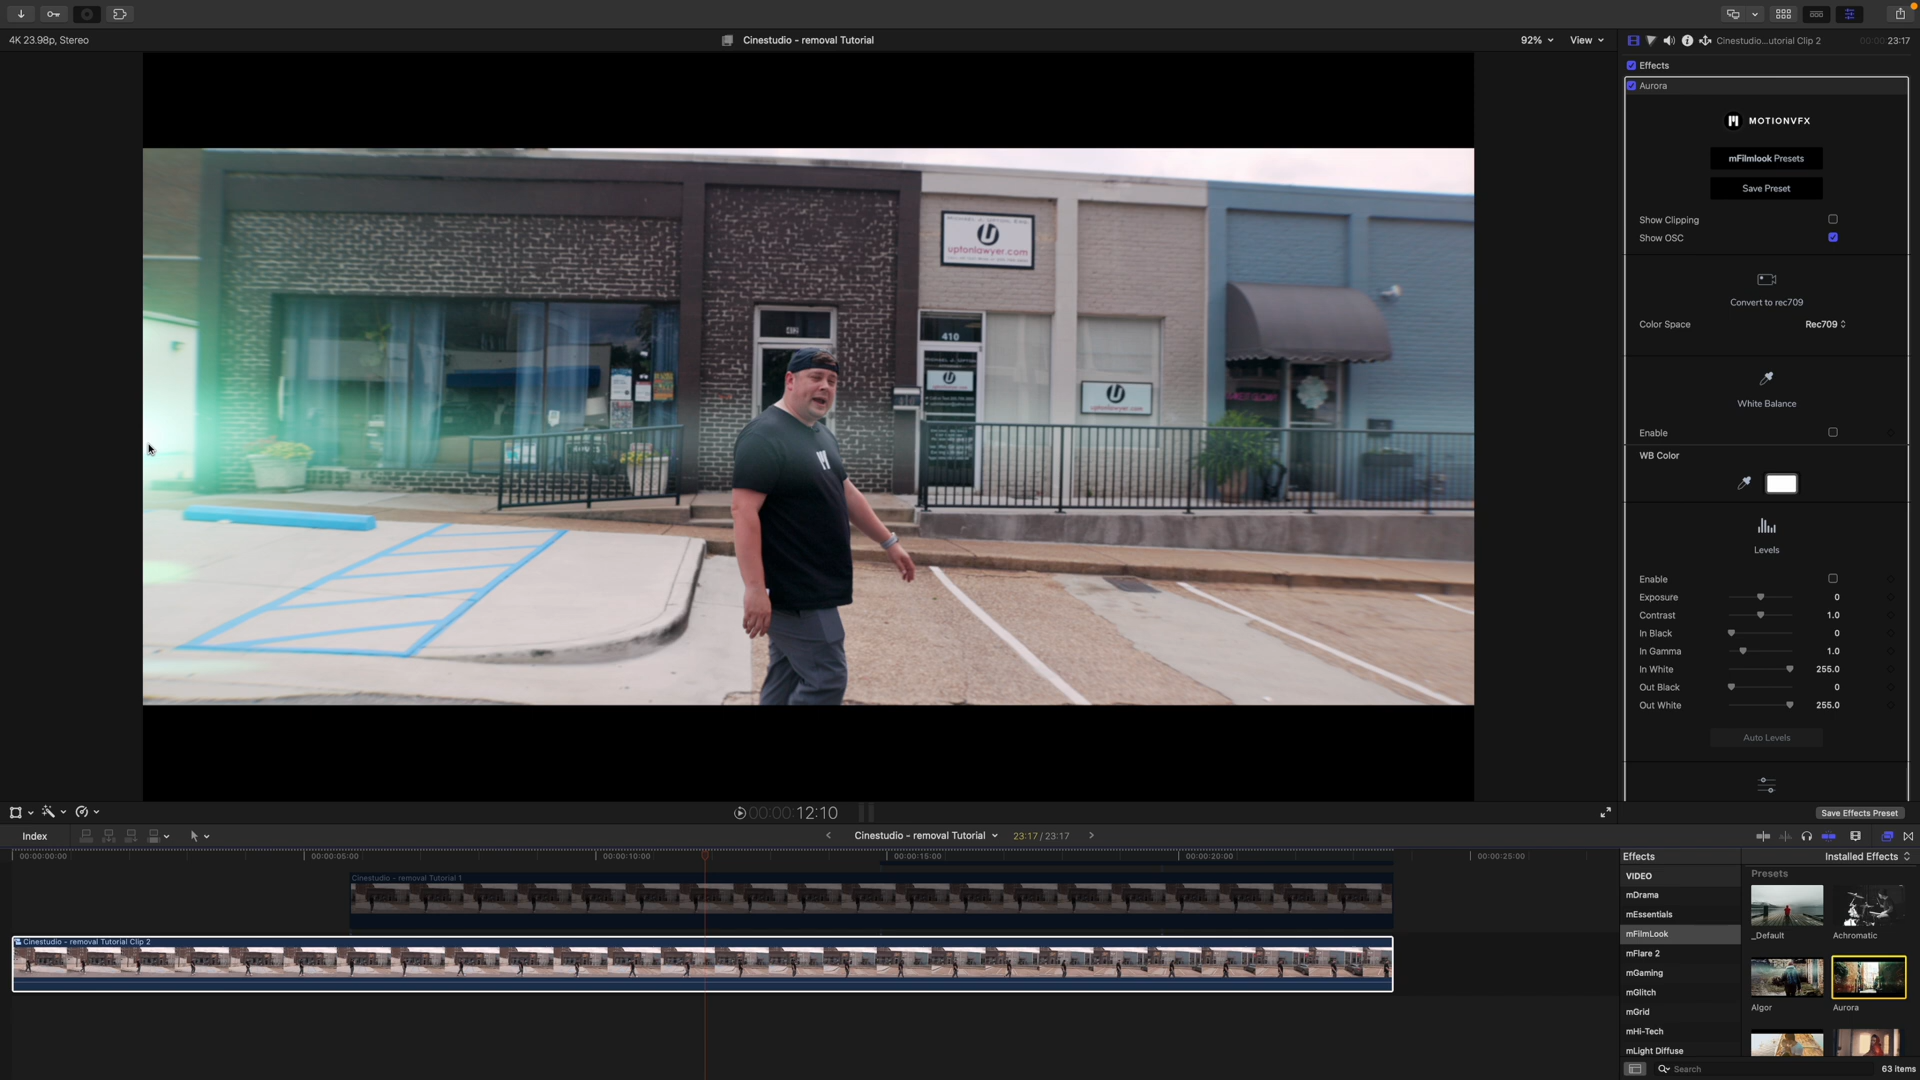 4K 23.98p, Stereo
Cinestudio - removal Tutorial
92%
View
Cinestudio...utorial Clip 2
00:00:23:17
Effects
Aurora
MOTIONVFX
mFilmlook Presets
Save Preset
Show Clipping
Show OSC
Convert to rec709
Color Space
Rec709
White Balance
Enable
WB Color
Levels
Enable
Exposure
0
Contrast
1.0
In Black
0
In Gamma
1.0
In White
255.0
Out Black
0
Out White
255.0
Auto Levels
Save Effects Preset
uptonlawyer.com
412
410
00:00:12:10
Index
Cinestudio - removal Tutorial
23:17 / 23:17
00:00:00:00
00:00:05:00
00:00:10:00
00:00:15:00
00:00:20:00
00:00:25:00
Cinestudio - removal Tutorial 1
Cinestudio - removal Tutorial Clip 2
Effects
Installed Effects
VIDEO
mDrama
mEssentials
mFilmLook
mFlare 2
mGaming
mGlitch
mGrid
mHi-Tech
mLight Diffuse
Presets
_Default
Achromatic
Algor
Aurora
Search
63 items